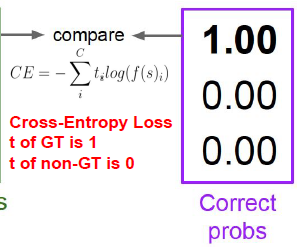 compare
1.00
CE = -\sum_{i}^{C} t_i log(f(s)_i)
0.00
Cross-Entropy Loss
t of GT is 1
t of non-GT is 0
0.00
s
Correct
probs